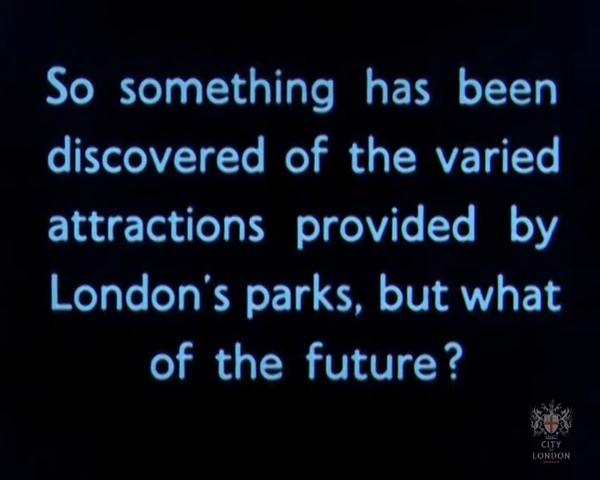 So something has been
discovered of the varied
attractions provided by
London's parks, but what
of the future?
CITY
OF
LONDON